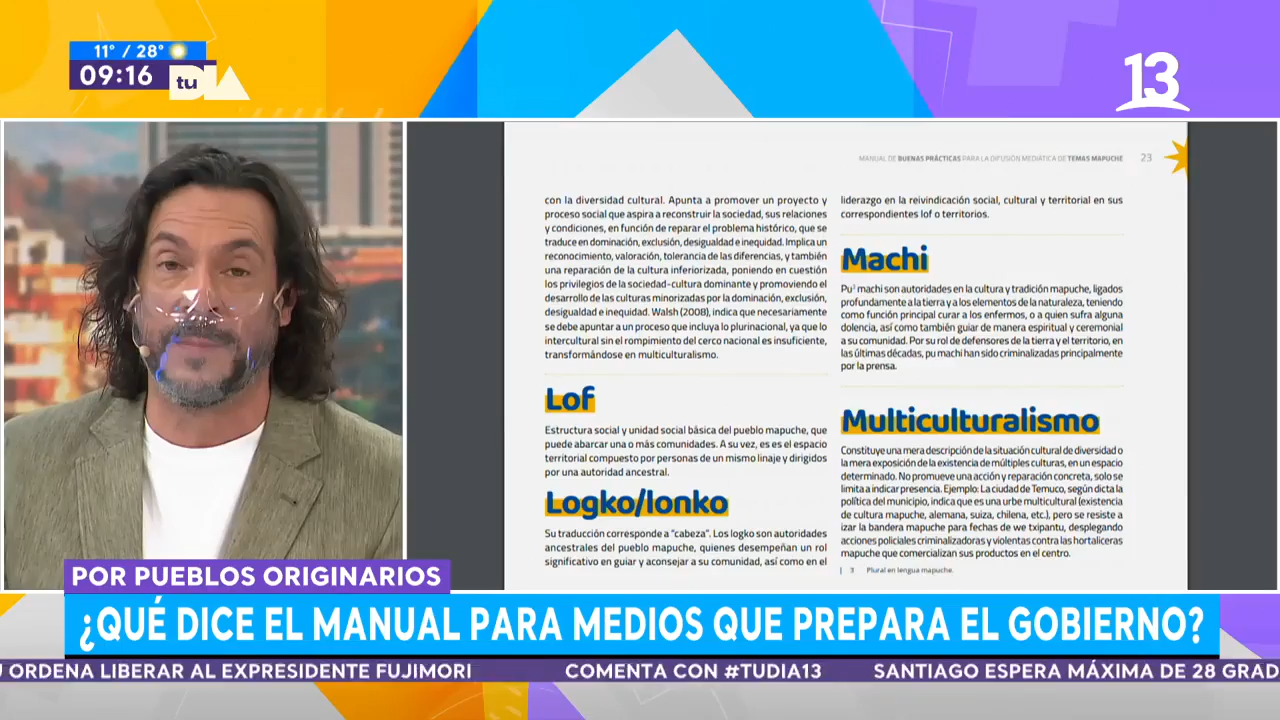 11° / 28°
09:16
tu DÍA
13
MANUAL DE BUENAS PRÁCTICAS PARA LA DIFUSIÓN MEDIÁTICA DE TEMAS MAPUCHE 23
con la diversidad cultural. Apunta a promover un proyecto y
proceso social que aspira a reconstruir la sociedad, sus relaciones
y condiciones, en función de reparar el problema histórico, que se
traduce en dominación, exclusión, desigualdad e inequidad. Implica un
reconocimiento, valoración, tolerancia de las diferencias, y también
una reparación de la cultura inferiorizada, poniendo en cuestión
los privilegios de la sociedad-cultura dominante y promoviendo el
desarrollo de las culturas minorizadas por la dominación, exclusión,
desigualdad e inequidad. Walsh (2008), indica que necesariamente
se debe apuntar a un proceso que incluya lo plurinacional, ya que lo
intercultural sin el rompimiento del cerco nacional es insuficiente,
transformándose en multiculturalismo.
Lof
Estructura social y unidad social básica del pueblo mapuche, que
puede abarcar una o más comunidades. A su vez, es es el espacio
territorial compuesto por personas de un mismo linaje y dirigidos
por una autoridad ancestral.
Logko/lonko
Su traducción corresponde a “cabeza”. Los logko son autoridades
ancestrales del pueblo mapuche, quienes desempeñan un rol
significativo en guiar y aconsejar a su comunidad, así como en el
liderazgo en la reivindicación social, cultural y territorial en sus
correspondientes lof o territorios.
Machi
Pu³ machi son autoridades en la cultura y tradición mapuche, ligados
profundamente a la tierra y a los elementos de la naturaleza, teniendo
como función principal curar a los enfermos, o a quien sufra alguna
dolencia, así como también guiar de manera espiritual y ceremonial
a su comunidad. Por su rol de defensores de la tierra y el territorio, en
las últimas décadas, pu machi han sido criminalizadas principalmente
por la prensa.
Multiculturalismo
Constituye una mera descripción de la situación cultural de diversidad o
la mera exposición de la existencia de múltiples culturas, en un espacio
determinado. No promueve una acción y reparación concreta, solo se
limita a indicar presencia. Ejemplo: La ciudad de Temuco, según dicta la
política del municipio, indica que es una urbe multicultural (existencia
de cultura mapuche, alemana, suiza, chilena, etc.), pero se resiste a
izar la bandera mapuche para fechas de we txipantu, desplegando
acciones policiales criminalizadoras y violentas contra las hortaliceras
mapuche que comercializan sus productos en el centro.
3 Plural en lengua mapuche.
POR PUEBLOS ORIGINARIOS
¿QUÉ DICE EL MANUAL PARA MEDIOS QUE PREPARA EL GOBIERNO?
U ORDENA LIBERAR AL EXPRESIDENTE FUJIMORI COMENTA CON #TUDIA13 SANTIAGO ESPERA MÁXIMA DE 28 GRAD